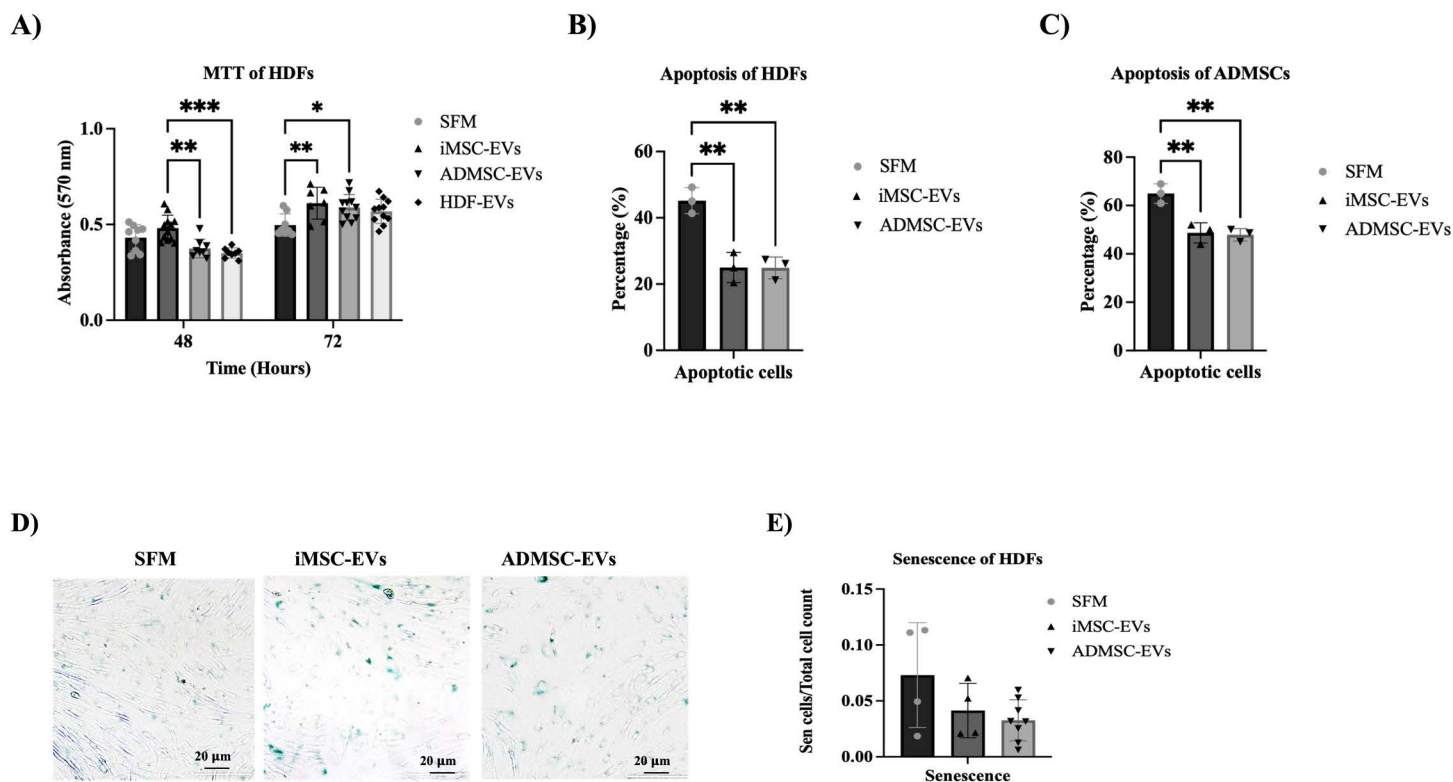 A)
MTT of HDFs
***
*
**
**
1.0
0.5
0.0
Absorbance (570 nm)
48
72
Time (Hours)
SFM
iMSC-EVs
ADMSC-EVs
HDF-EVs
B)
Apoptosis of HDFs
**
**
60
40
20
0
Percentage (%)
Apoptotic cells
SFM
iMSC-EVs
ADMSC-EVs
C)
Apoptosis of ADMSCs
**
**
80
60
40
20
0
Percentage (%)
Apoptotic cells
SFM
iMSC-EVs
ADMSC-EVs
D)
SFM
iMSC-EVs
ADMSC-EVs
20 μm
20 μm
20 μm
E)
Senescence of HDFs
0.15
0.10
0.05
0.00
Sen cells/Total cell count
Senescence
SFM
iMSC-EVs
ADMSC-EVs